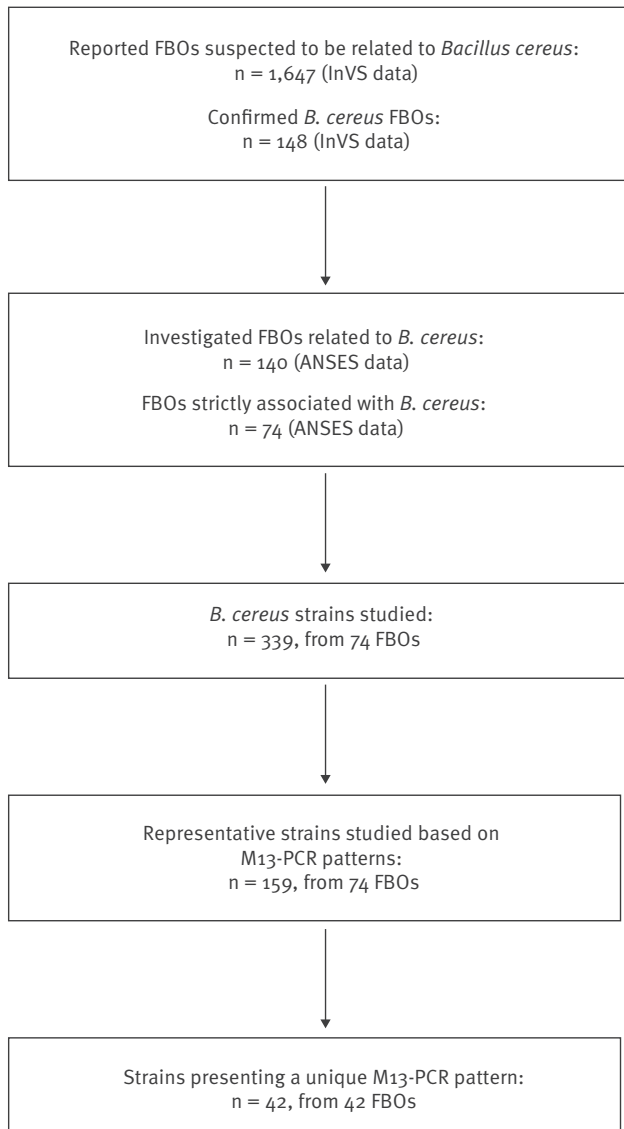 Reported FBOs suspected to be related to Bacillus cereus:
n = 1,647 (InVS data)
Confirmed B. cereus FBOs:
n = 148 (InVS data)
Investigated FBOs related to B. cereus:
n = 140 (ANSES data)
FBOs strictly associated with B. cereus:
n = 74 (ANSES data)
B. cereus strains studied:
n = 339, from 74 FBOs
Representative strains studied based on
M13-PCR patterns:
n = 159, from 74 FBOs
Strains presenting a unique M13-PCR pattern:
n = 42, from 42 FBOs